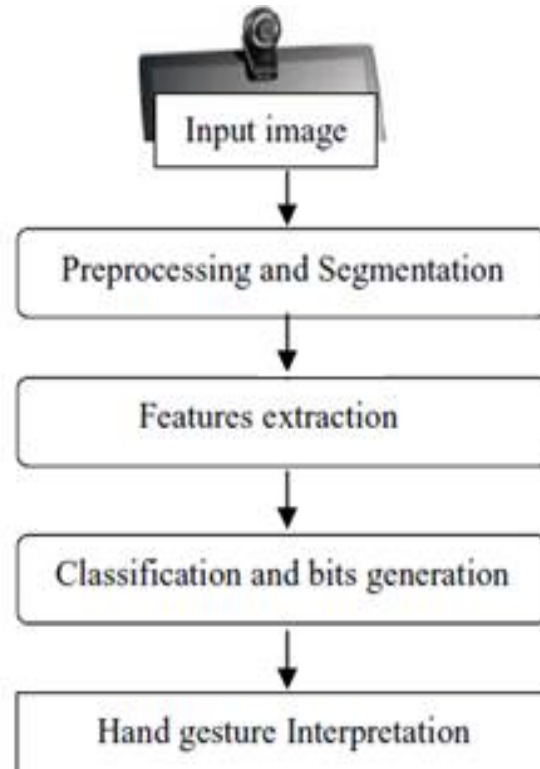 Input image
Preprocessing and Segmentation
Features extraction
Classification and bits generation
Hand gesture Interpretation